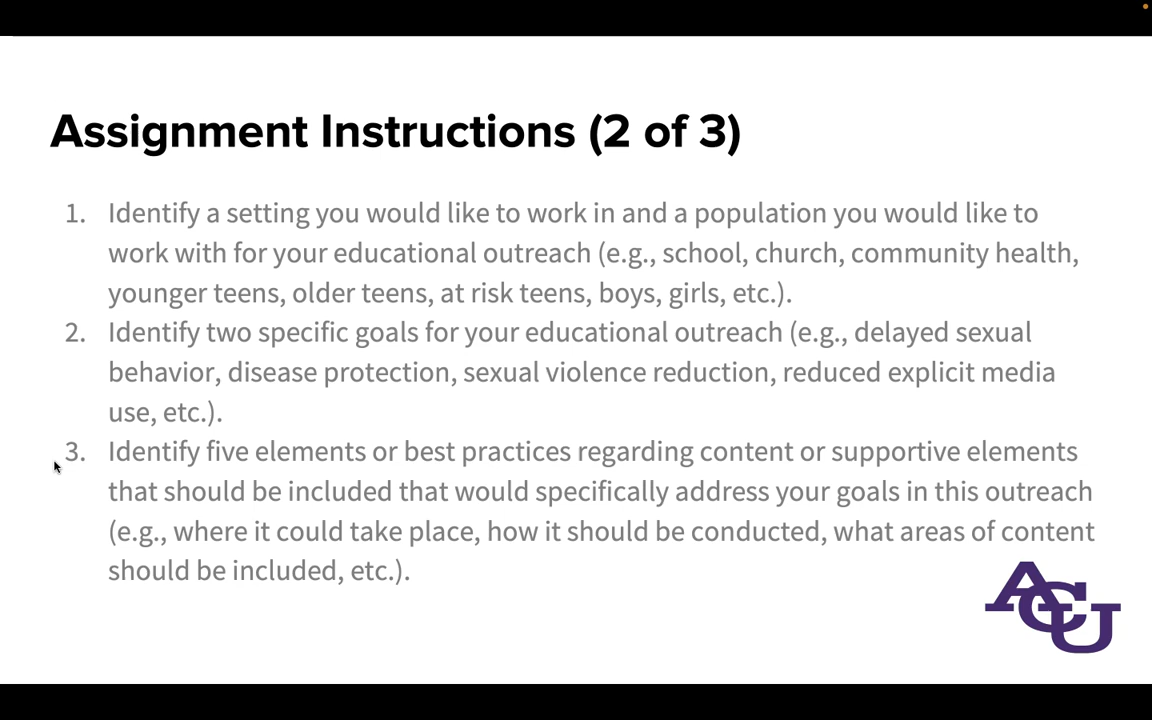 Assignment Instructions (2 of 3)
1. Identify a setting you would like to work in and a population you would like to
work with for your educational outreach (e.g., school, church, community health,
younger teens, older teens, at risk teens, boys, girls, etc.).
2. Identify two specific goals for your educational outreach (e.g., delayed sexual
behavior, disease protection, sexual violence reduction, reduced explicit media
use, etc.).
3. Identify five elements or best practices regarding content or supportive elements
that should be included that would specifically address your goals in this outreach
(e.g., where it could take place, how it should be conducted, what areas of content
should be included, etc.).
ACU